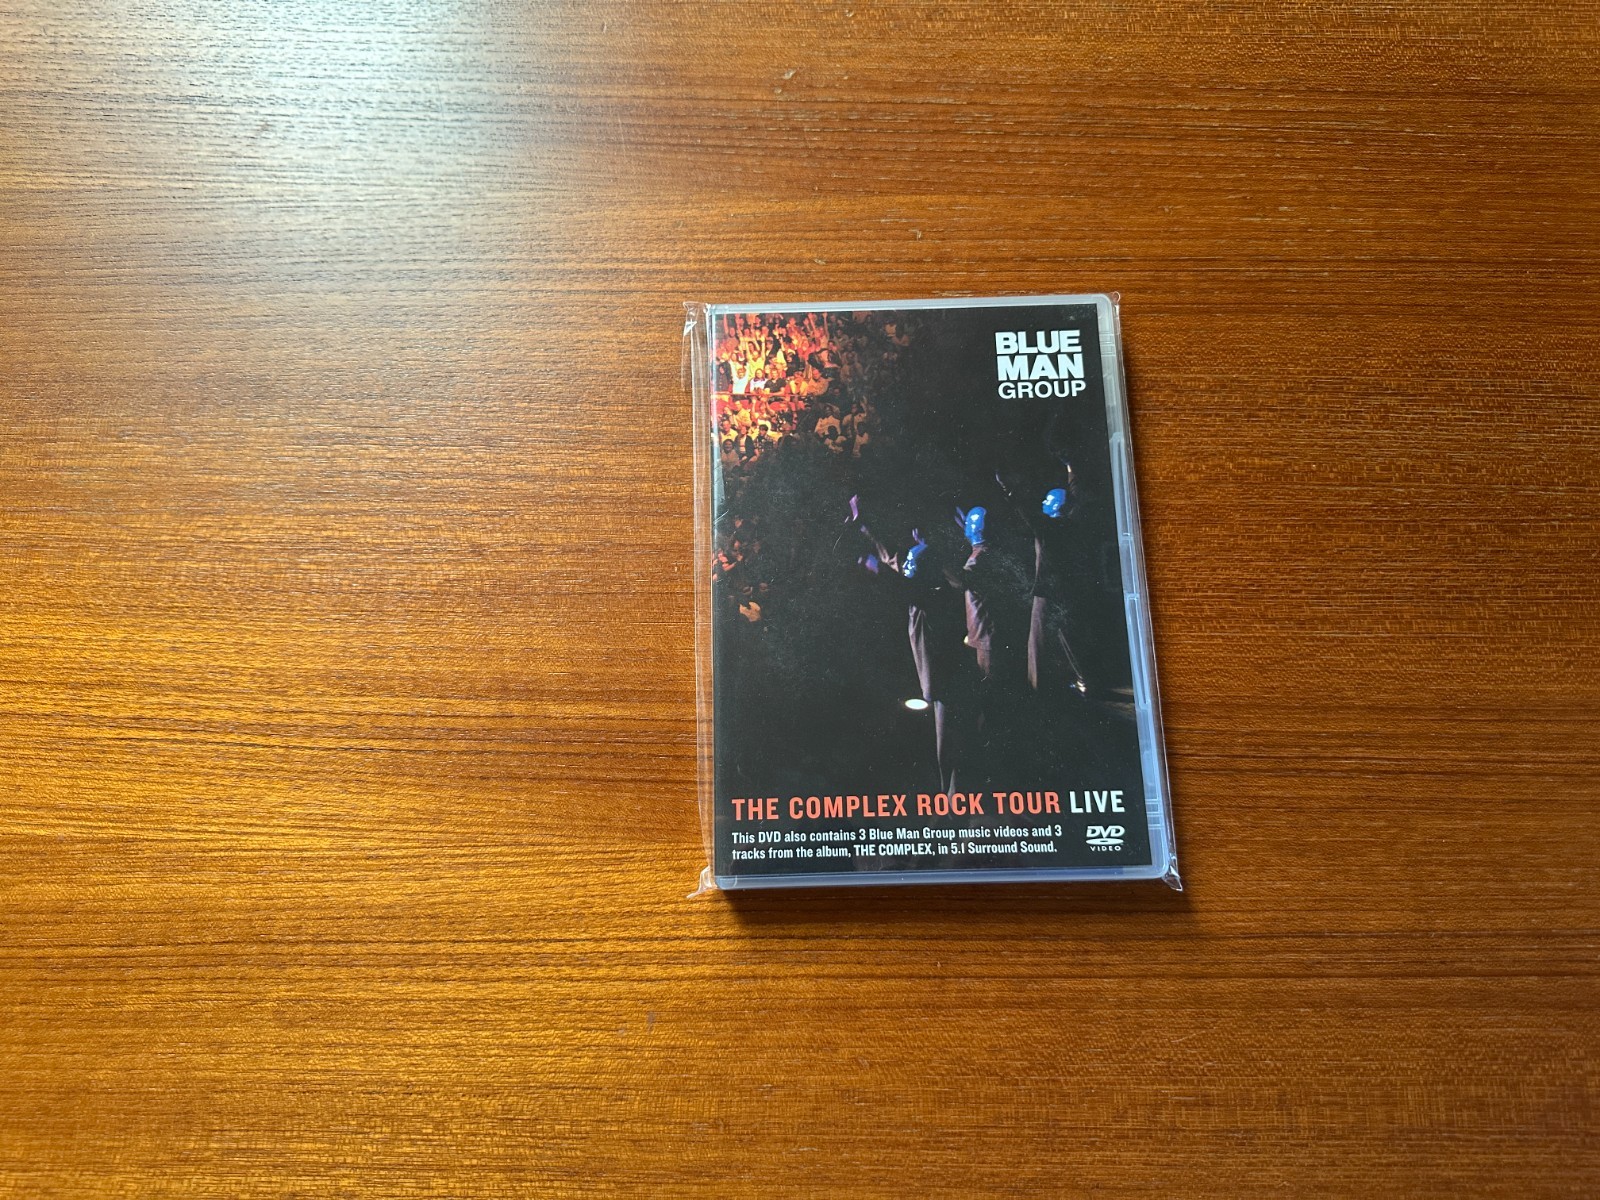 BLUE
MAN
GROUP
THE COMPLEX ROCK TOUR LIVE
This DVD also contains 3 Blue Man Group music videos and 3
tracks from the album, THE COMPLEX, in 5.1 Surround Sound.
DVD
VIDEO